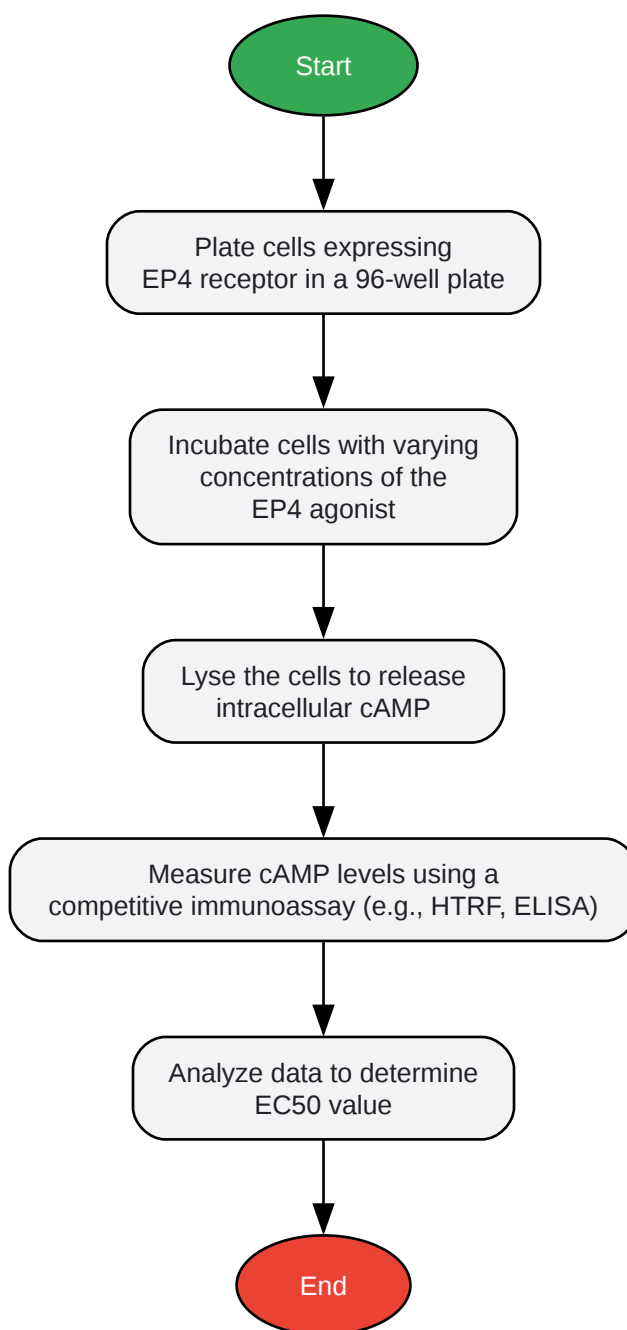 Start
Plate cells expressing
EP4 receptor in a 96-well plate
Incubate cells with varying
concentrations of the
EP4 agonist
Lyse the cells to release
intracellular cAMP
Measure cAMP levels using a
competitive immunoassay (e.g., HTRF, ELISA)
Analyze data to determine
EC50 value
End